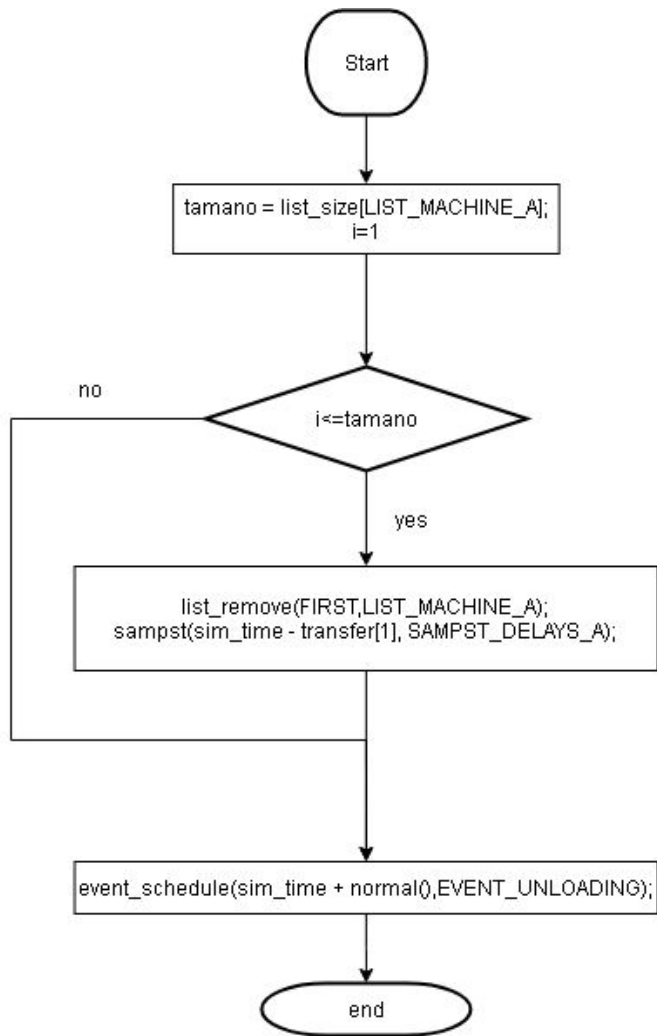 Start
tamano = list_size[LIST_MACHINE_A];
i=1
no
i<=tamano
yes
list_remove(FIRST,LIST_MACHINE_A);
sampst(sim_time - transfer[1], SAMPST_DELAYS_A);
event_schedule(sim_time + normal(),EVENT_UNLOADING);
end